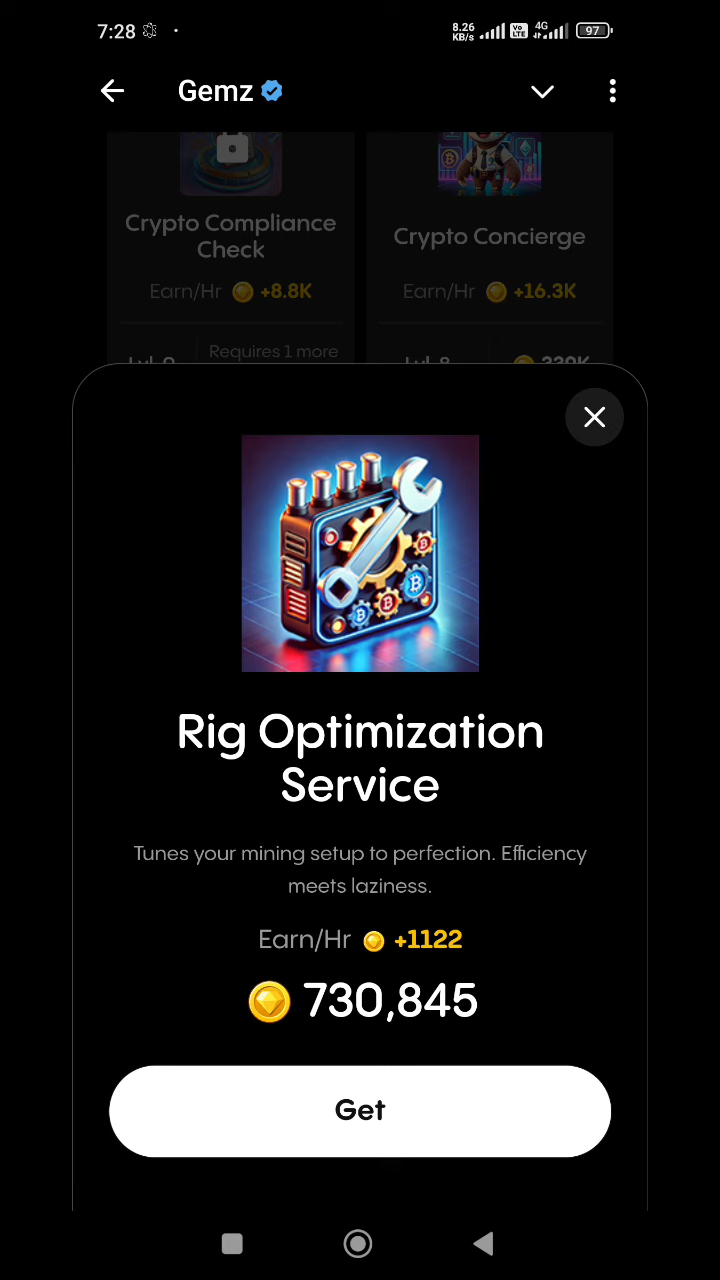 7:28
8.26
KB/s
Vo
LTE
4G
97
Gemz
Crypto Compliance
Check
Earn/Hr +8.8K
Requires 1 more
Crypto Concierge
Earn/Hr +16.3K
Rig Optimization
Service
Tunes your mining setup to perfection. Efficiency
meets laziness.
Earn/Hr +1122
730,845
Get